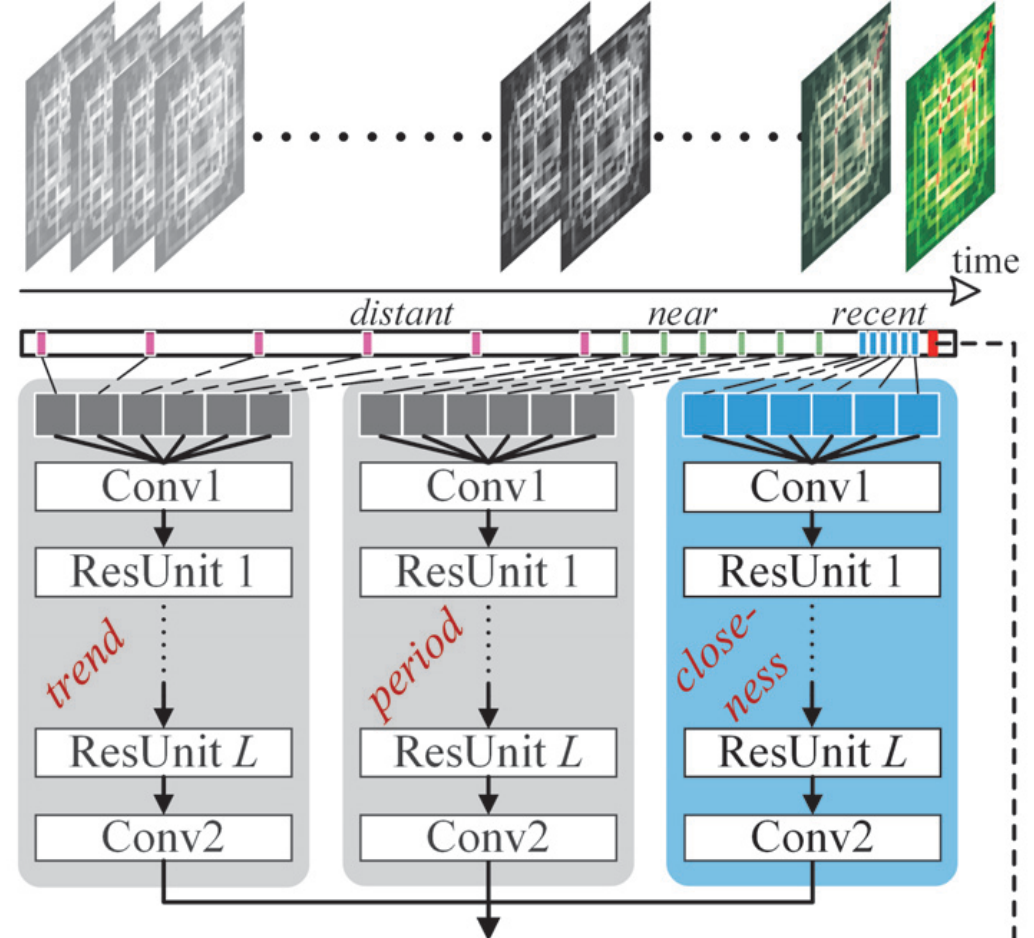 time
distant near recent
Conv1 Conv1 Conv1
ResUnit 1 ResUnit 1 ResUnit 1
trend period close-
ness
ResUnit L ResUnit L ResUnit L
Conv2 Conv2 Conv2